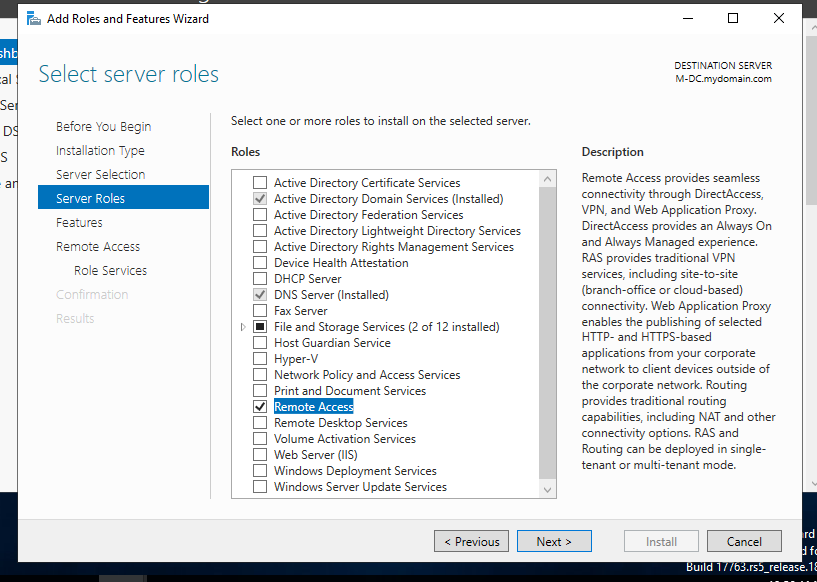 Add Roles and Features Wizard
Select server roles
DESTINATION SERVER
M-DC.mydomain.com
Before You Begin
Installation Type
Server Selection
Server Roles
Features
Remote Access
Role Services
Confirmation
Results
Select one or more roles to install on the selected server.
Roles
Active Directory Certificate Services
Active Directory Domain Services (Installed)
Active Directory Federation Services
Active Directory Lightweight Directory Services
Active Directory Rights Management Services
Device Health Attestation
DHCP Server
DNS Server (Installed)
Fax Server
File and Storage Services (2 of 12 installed)
Host Guardian Service
Hyper-V
Network Policy and Access Services
Print and Document Services
Remote Access
Remote Desktop Services
Volume Activation Services
Web Server (IIS)
Windows Deployment Services
Windows Server Update Services
Description
Remote Access provides seamless
connectivity through DirectAccess,
VPN, and Web Application Proxy.
DirectAccess provides an Always On
and Always Managed experience.
RAS provides traditional VPN
services, including site-to-site
(branch-office or cloud-based)
connectivity. Web Application Proxy
enables the publishing of selected
HTTP- and HTTPS-based
applications from your corporate
network to client devices outside of
the corporate network. Routing
provides traditional routing
capabilities, including NAT and other
connectivity options. RAS and
Routing can be deployed in single-
tenant or multi-tenant mode.
< Previous
Next >
Install
Cancel
Build 17763.rs5_release.18